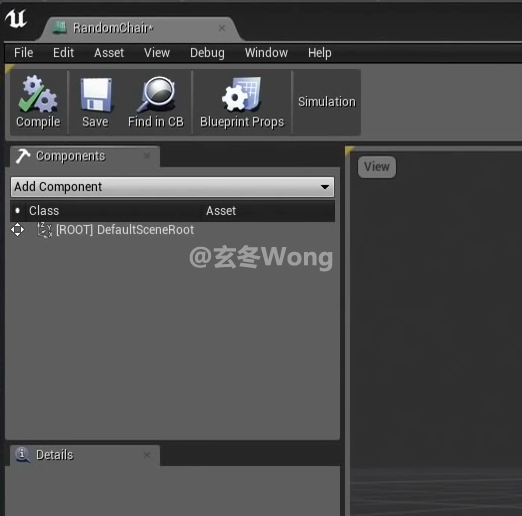 RandomChair*
File Edit Asset View Debug Window Help
Compile Save Find in CB Blueprint Props Simulation
Components
View
Add Component
Class Asset
[ROOT] DefaultSceneRoot
@玄冬Wong
Details